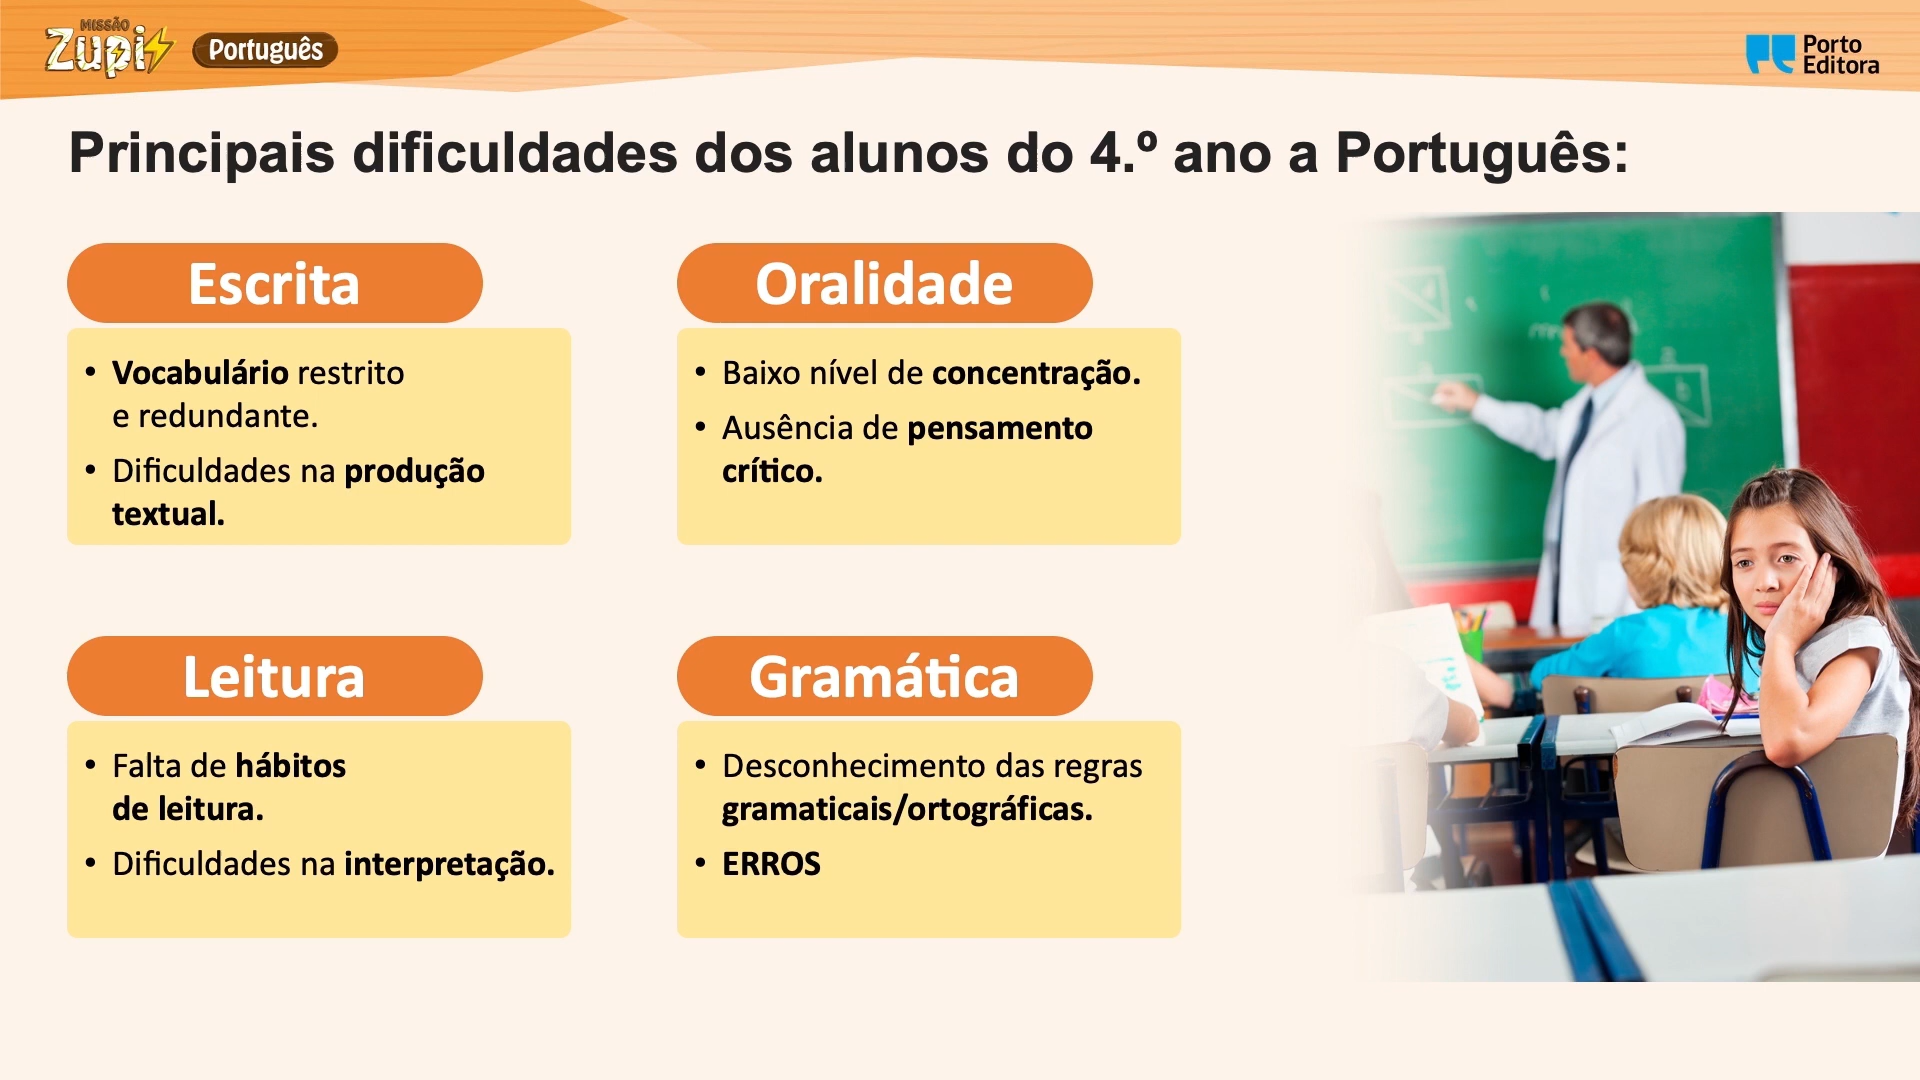 MISSÃO
Zupi
Português
Porto
Editora
Principais dificuldades dos alunos do 4.º ano a Português:
Escrita
• Vocabulário restrito
e redundante.
• Dificuldades na produção
textual.
Oralidade
• Baixo nível de concentração.
• Ausência de pensamento
crítico.
Leitura
• Falta de hábitos
de leitura.
• Dificuldades na interpretação.
Gramática
• Desconhecimento das regras
gramaticais/ortográficas.
• ERROS